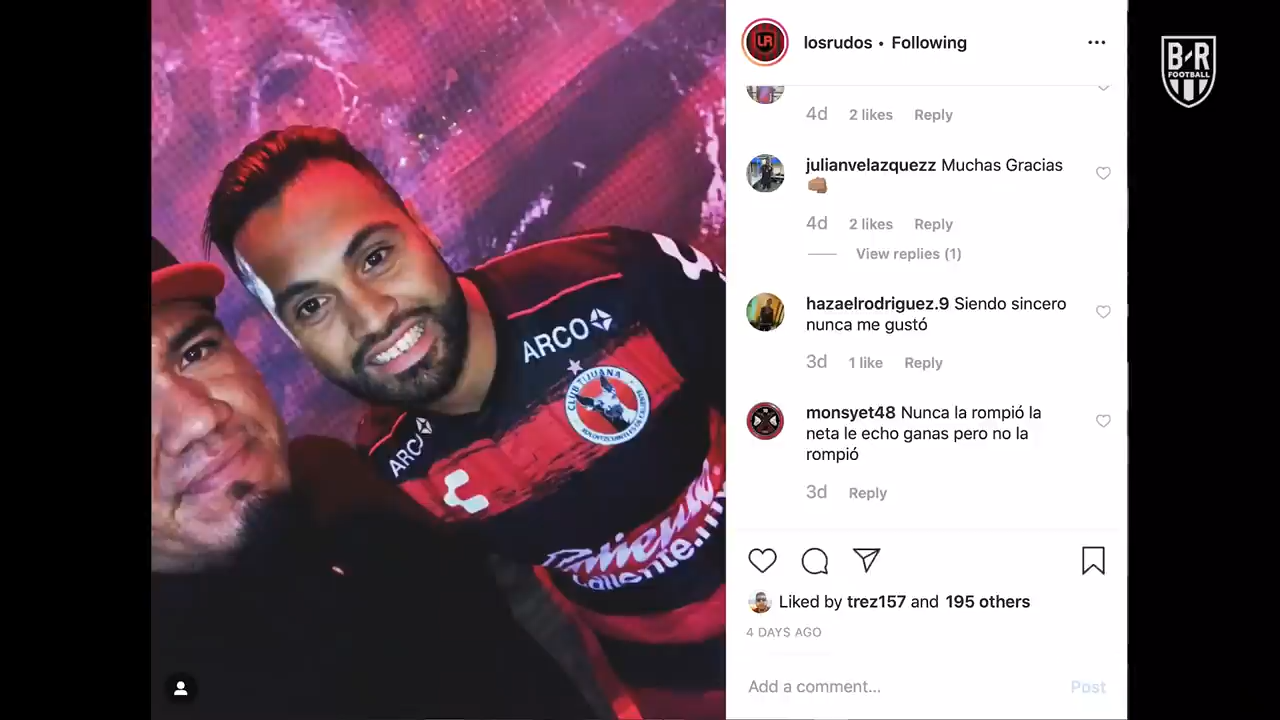 losrudos • Following
LR
B/R
FOOTBALL
4d 2 likes Reply
julianvelazquezz Muchas Gracias
4d 2 likes Reply
View replies (1)
hazaelrodriguez.9 Siendo sincero
nunca me gustó
3d 1 like Reply
monsyet48 Nunca la rompió la
neta le echo ganas pero no la
rompió
3d Reply
Liked by trez157 and 195 others
4 DAYS AGO
Add a comment...
Post
ARCO
CLUB TIJUANA
ARCO
Caliente